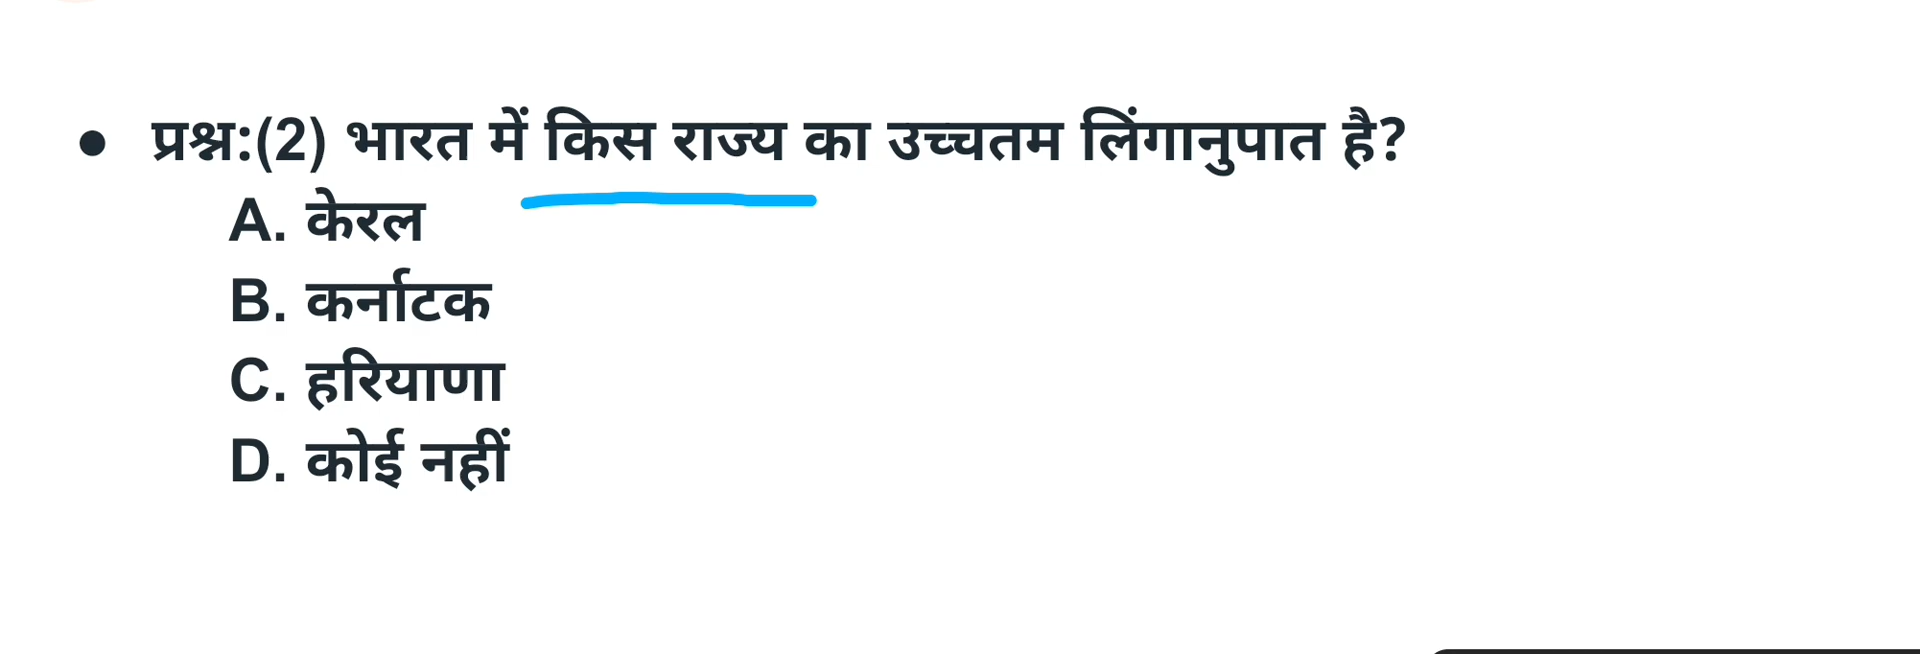 • प्रश्न:(2) भारत में किस राज्य का उच्चतम लिंगानुपात है?
A. केरल
B. कर्नाटक
C. हरियाणा
D. कोई नहीं